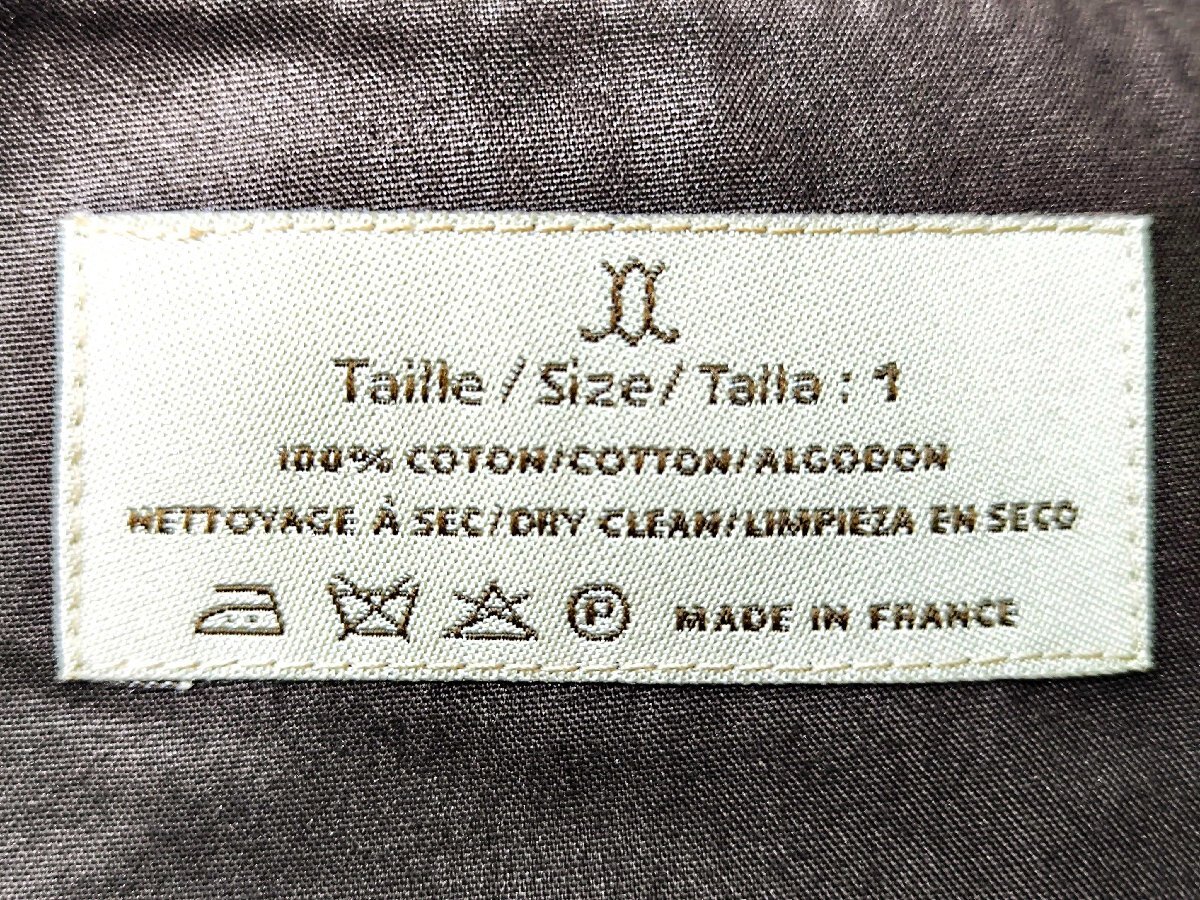 Taille / Size / Talla : 1
100% COTON/COTTON/ALGODON
NETTOYAGE À SEC/DRY CLEAN/LIMPIEZA EN SECO
P MADE IN FRANCE